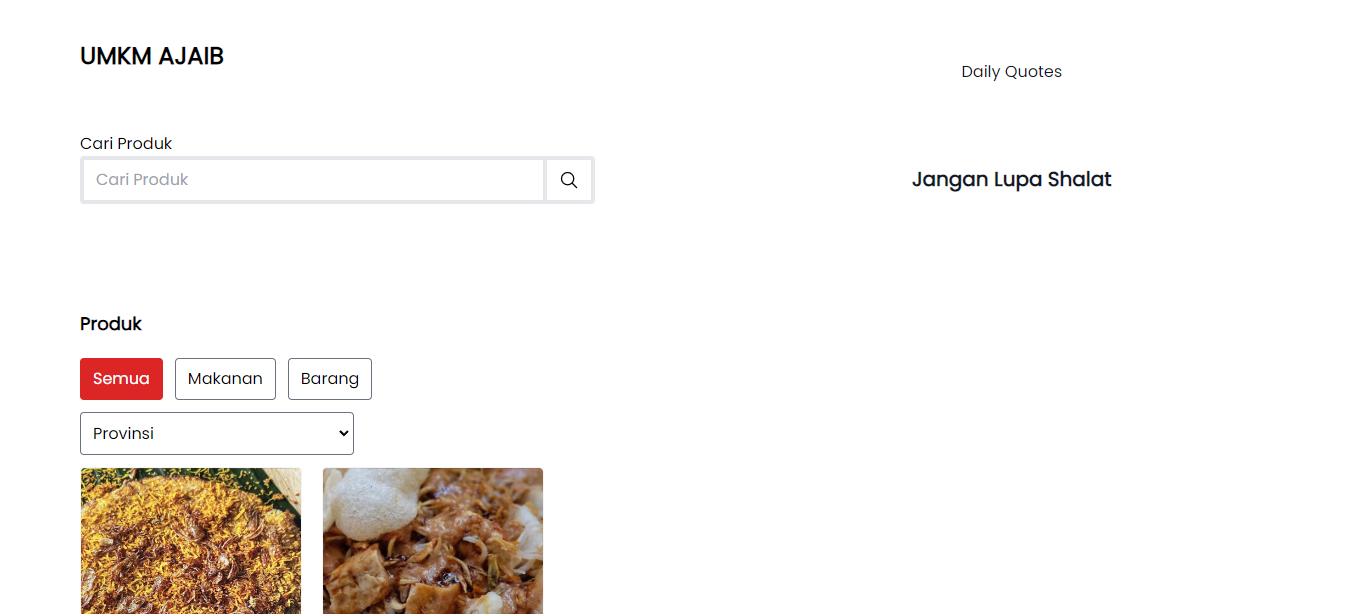 UMKM AJAIB
Daily Quotes
Cari Produk
Cari Produk
Jangan Lupa Shalat
Produk
Semua
Makanan
Barang
Provinsi